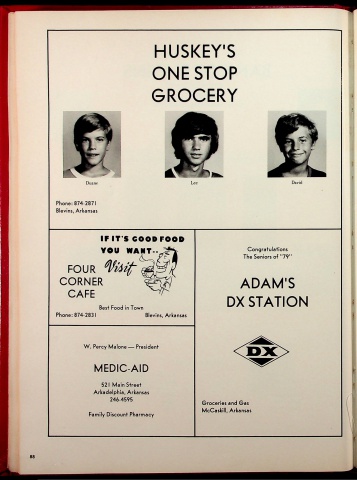 HUSKEY'S
ONE STOP
GROCERY
Duane
Lee
David
Phone: 874-2871
Blevins, Arkansas
IF IT'S GOOD FOOD
YOU WANT...
Visit
FOUR
CORNER
CAFE
Best Food in Town
Phone: 874-2831 Blevins, Arkansas
W. Percy Malone — President
MEDIC-AID
521 Main Street
Arkadelphia, Arkansas
246-4595
Family Discount Pharmacy
Congratulations
The Seniors of "79"
ADAM'S
DX STATION
DX
Groceries and Gas
McCaskill, Arkansas
88